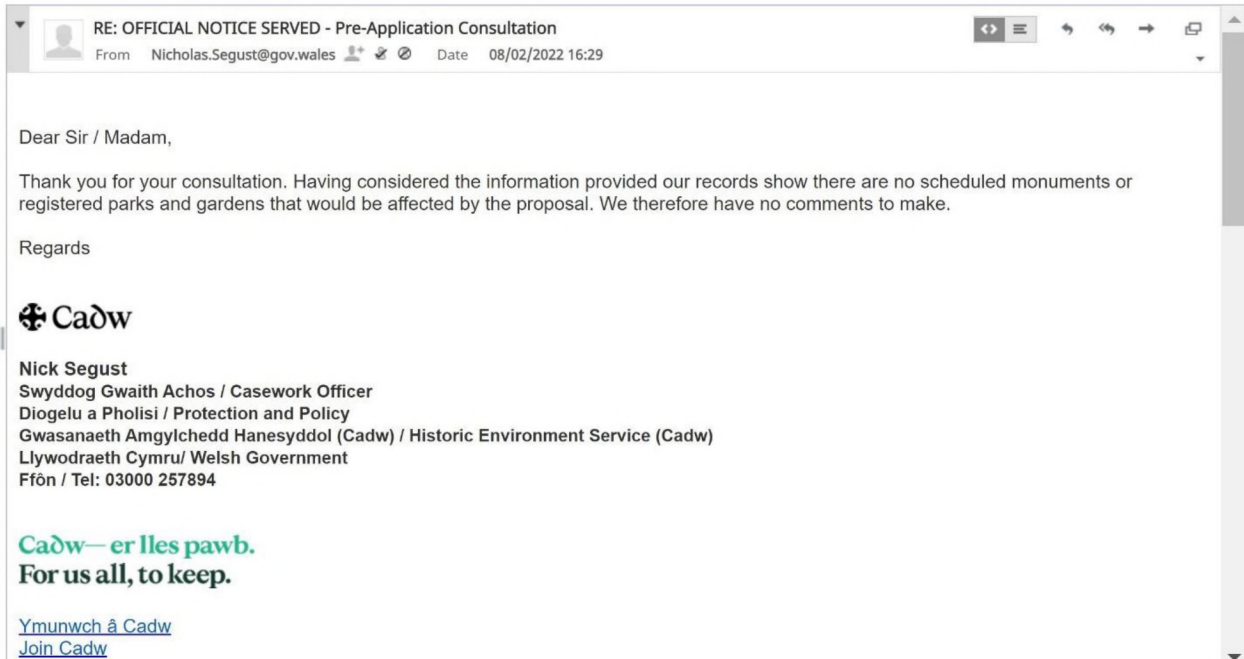 RE: OFFICIAL NOTICE SERVED - Pre-Application Consultation
From Nicholas.Segust@gov.wales Date 08/02/2022 16:29
Dear Sir / Madam,
Thank you for your consultation. Having considered the information provided our records show there are no scheduled monuments or
registered parks and gardens that would be affected by the proposal. We therefore have no comments to make.
Regards
Cadw
Nick Segust
Swyddog Gwaith Achos / Casework Officer
Diogelu a Pholisi / Protection and Policy
Gwasanaeth Amgylchedd Hanesyddol (Cadw) / Historic Environment Service (Cadw)
Llywodraeth Cymru/ Welsh Government
Ffôn / Tel: 03000 257894
Cadw— er lles pawb.
For us all, to keep.
Ymunwch â Cadw
Join Cadw